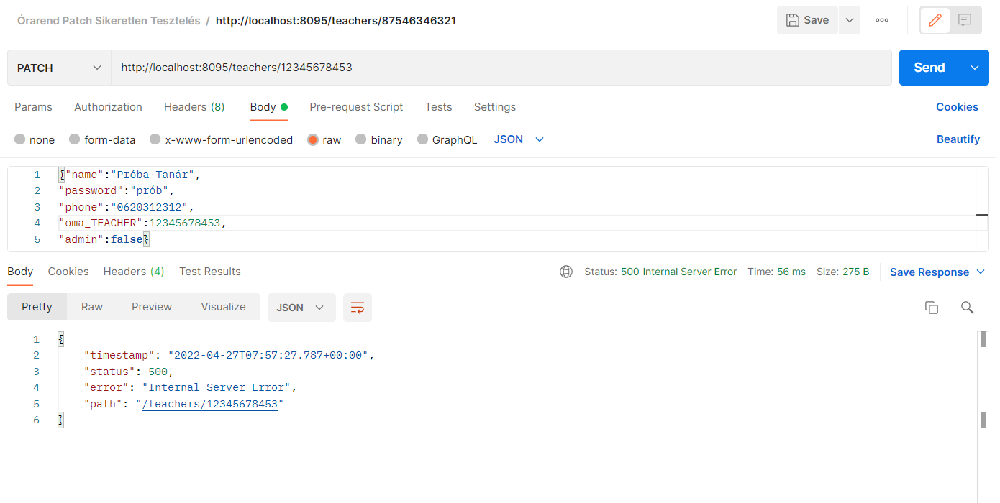 Órarend Patch Sikeretlen Tesztelés / http://localhost:8095/teachers/87546346321
Save
PATCH
http://localhost:8095/teachers/12345678453
Send
Params Authorization Headers (8) Body Pre-request Script Tests Settings Cookies
none form-data x-www-form-urlencoded raw binary GraphQL JSON Beautify
1 {"name":"Próba Tanár",
2 "password":"prób",
3 "phone":"0620312312",
4 "oma_TEACHER":12345678453,
5 "admin":false}
Body Cookies Headers (4) Test Results Status: 500 Internal Server Error Time: 56 ms Size: 275 B Save Response
Pretty Raw Preview Visualize JSON
1 {
2 "timestamp": "2022-04-27T07:57:27.787+00:00",
3 "status": 500,
4 "error": "Internal Server Error",
5 "path": "/teachers/12345678453"
6 }